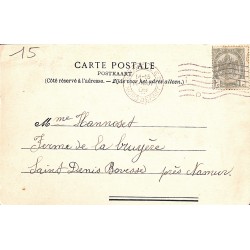 15
CARTE POSTALE
POSTKAART
(Côté réservé à l'adresse. — Zijde voor het adres alleen.)
Mme Hannoset
Ferme de la bruyère
Saint Denis Bovesse près Namur